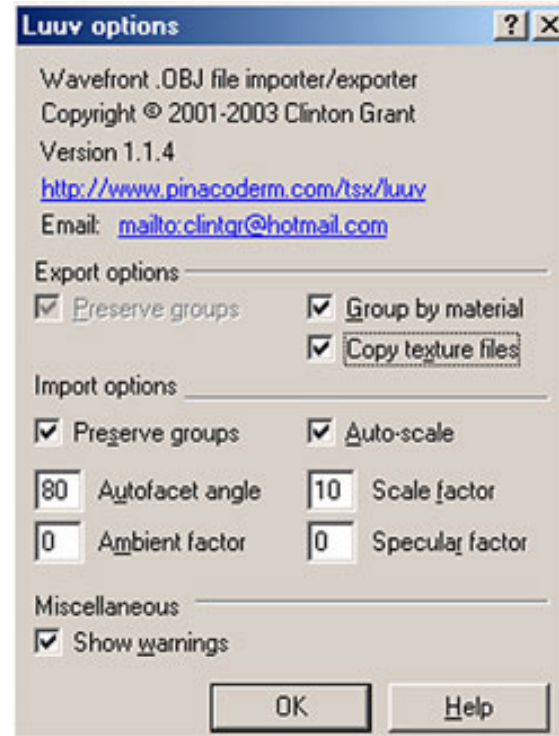 Luuv options
Wavefront .OBJ file importer/exporter
Copyright © 2001-2003 Clinton Grant
Version 1.1.4
http://www.pinacoderm.com/tsx/luuv
Email: mailto:clintgr@hotmail.com
Export options
Preserve groups
Group by material
Copy texture files
Import options
Preserve groups
Auto-scale
80 Autofacet angle
10 Scale factor
0 Ambient factor
0 Specular factor
Miscellaneous
Show warnings
OK
Help